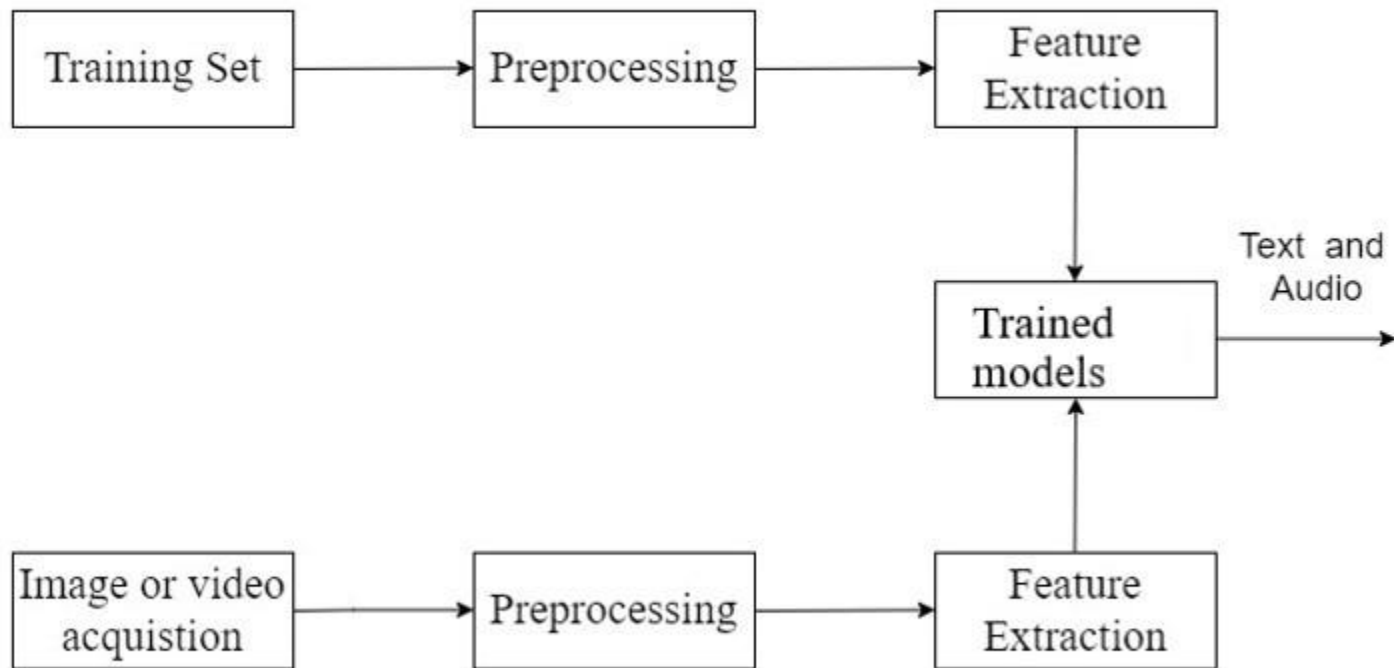 Training Set
Preprocessing
Feature
Extraction
Text and
Audio
Trained
models
Image or video
acquistion
Preprocessing
Feature
Extraction